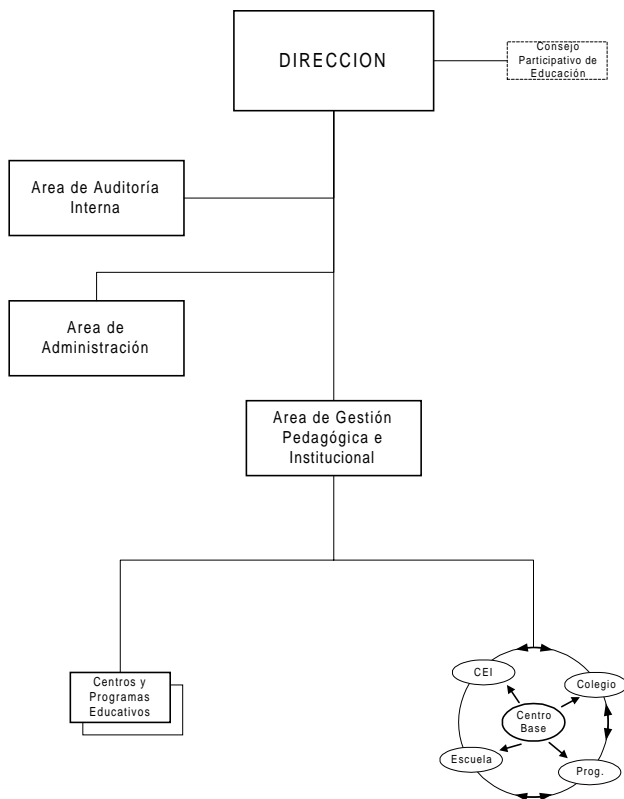 DIRECCION
Consejo
Participativo de
Educación
Area de Auditoría
Interna
Area de
Administración
Area de Gestión
Pedagógica e
Institucional
Centros y
Programas
Educativos
CEI
Colegio
Centro
Base
Escuela
Prog.